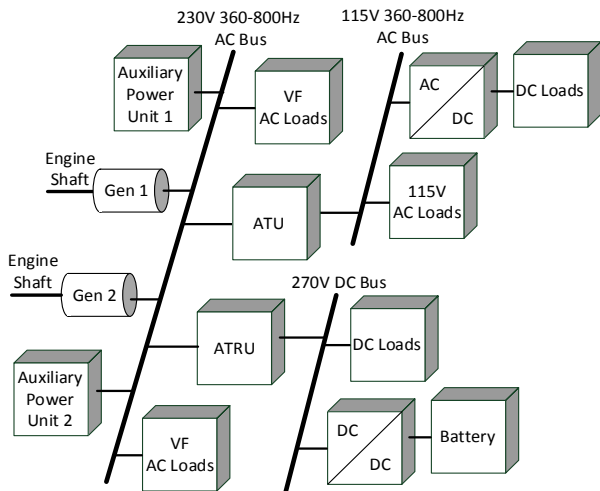 230V 360-800Hz
AC Bus
115V 360-800Hz
AC Bus
Auxiliary
Power
Unit 1
VF
AC Loads
AC
DC
DC Loads
Engine
Shaft
Gen 1
ATU
115V
AC Loads
Engine
Shaft
Gen 2
270V DC Bus
ATRU
DC Loads
Auxiliary
Power
Unit 2
VF
AC Loads
DC
DC
Battery